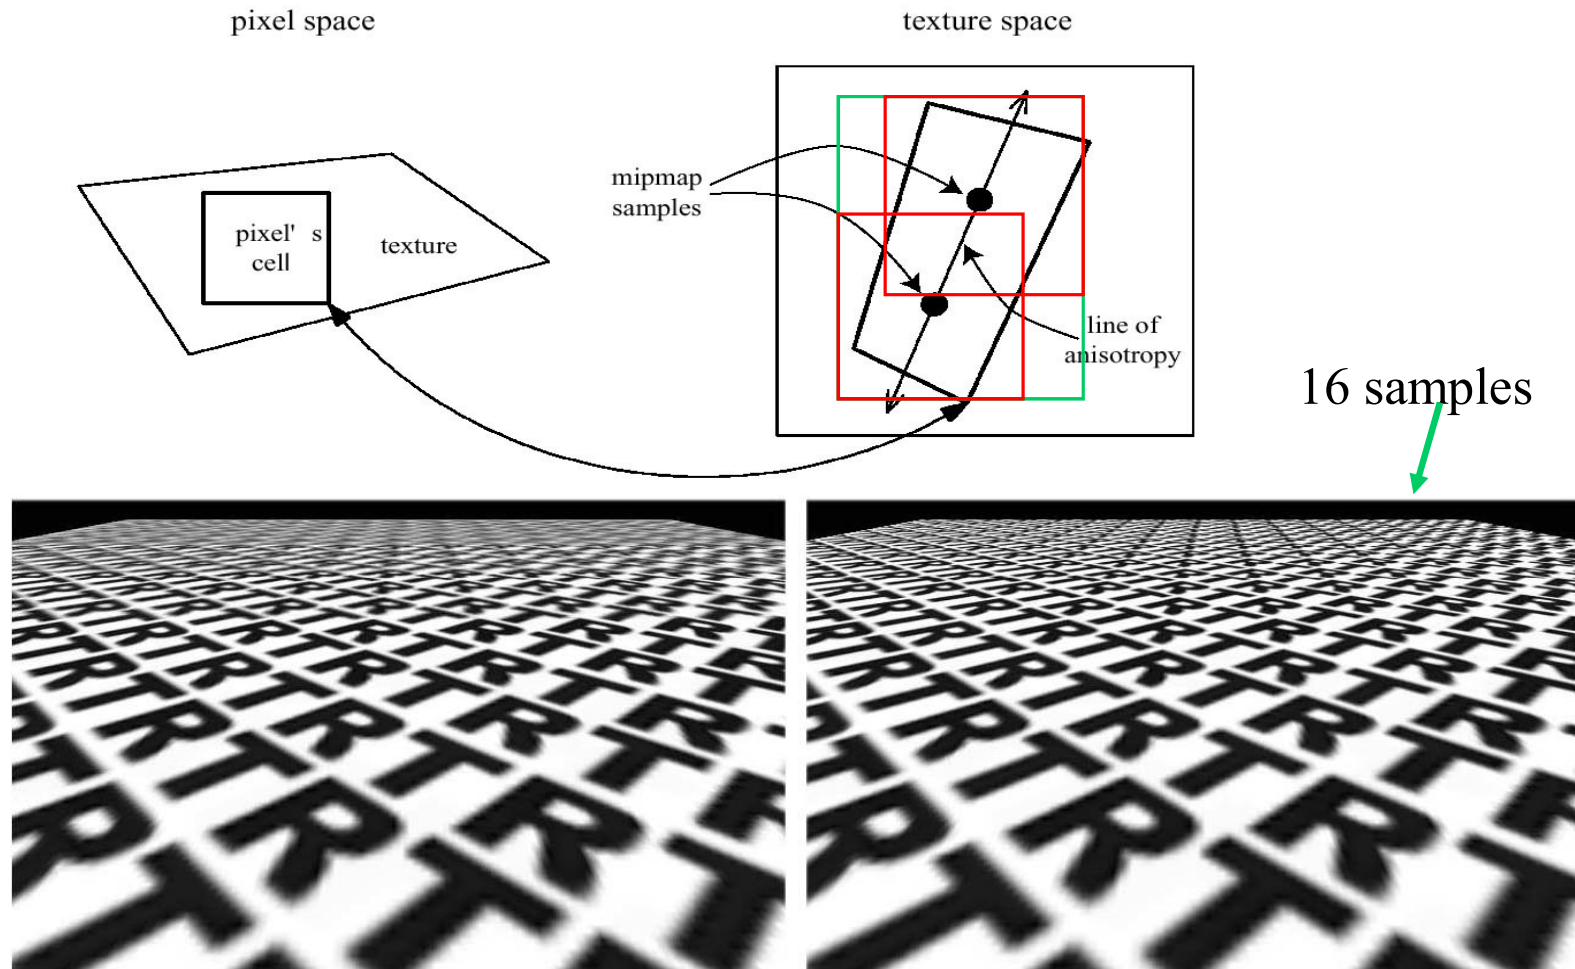 pixel space
texture space
pixel' s
cell
texture
mipmap
samples
line of
anisotropy
16 samples